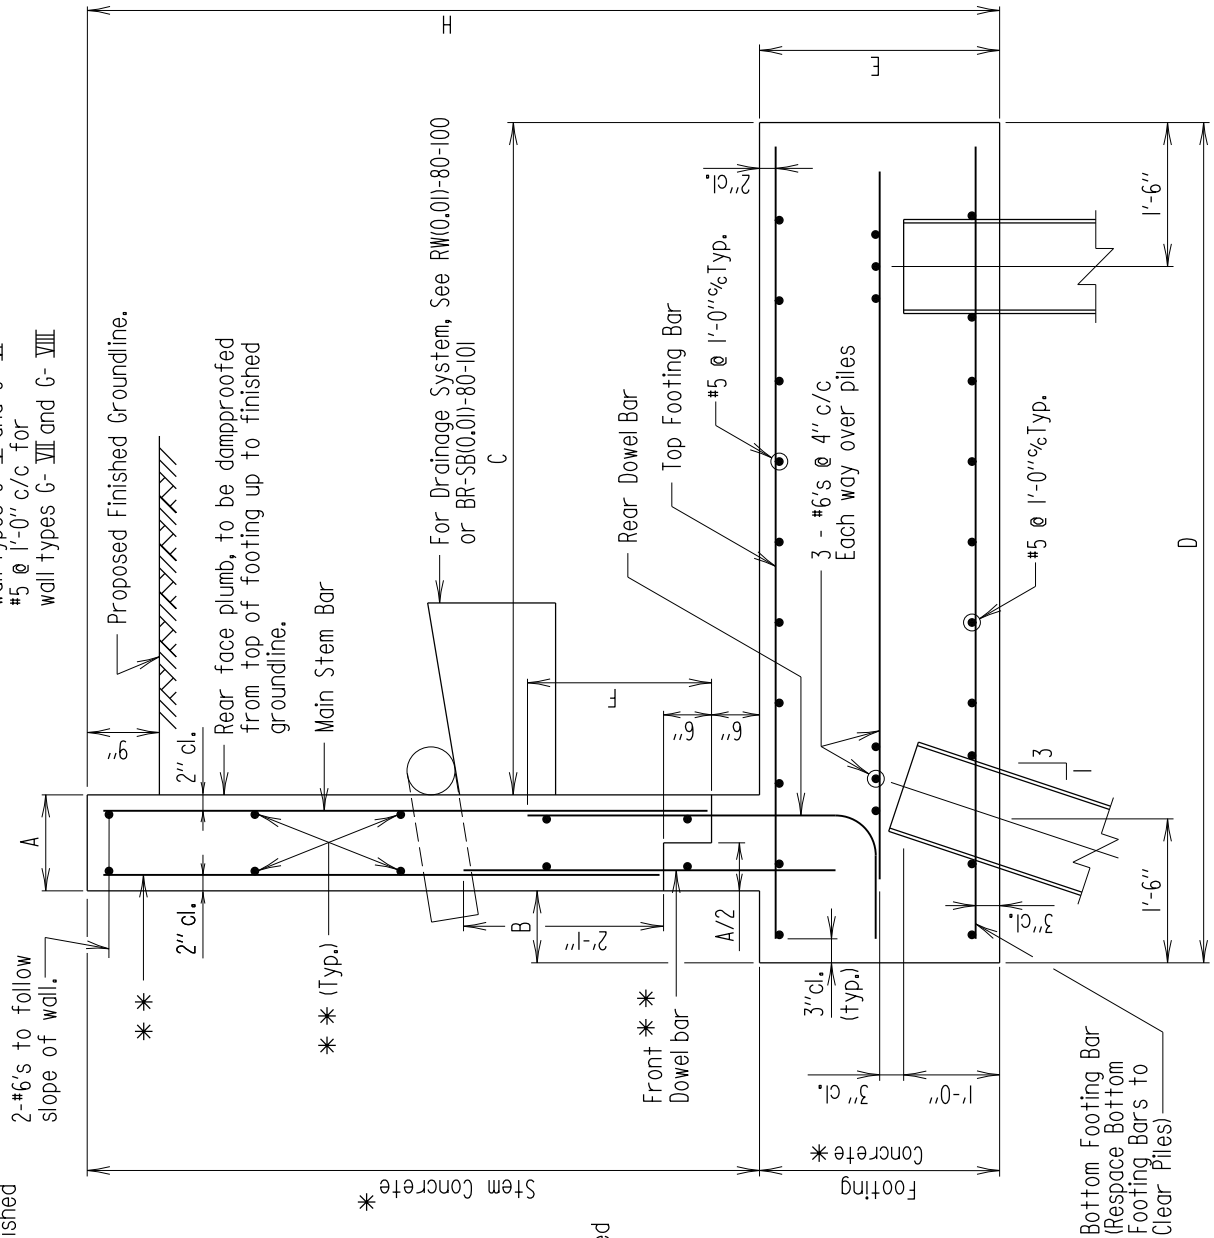 ished
2-#6's to follow
slope of wall.
wall types G- VII and G- VIII
#5 @ 1'-0" c/c for
Proposed Finished Groundline.
Rear face plumb, to be dampproofed
from top of footing up to finished
groundline.
Main Stem Bar
For Drainage System, See RW(0.01)-80-100
or BR-SB(0.01)-80-101
Rear Dowel Bar
Top Footing Bar
#5 @ 1'-0" c/c Typ.
3 - #6's @ 4" c/c
Each way over piles
#5 @ 1'-0" c/c Typ.
* *
* * (Typ.)
Front * *
Dowel bar
Bottom Footing Bar
(Respace Bottom
Footing Bars to
Clear Piles)
Stem Concrete *
Footing
Concrete *
H
E
C
D
A
B
F
A/2
9"
2" cl.
2" cl.
6"
6"
2'-1"
2" cl.
3" cl.
(typ.)
3" cl.
1'-0"
3" cl.
1'-6"
1'-6"
3
1